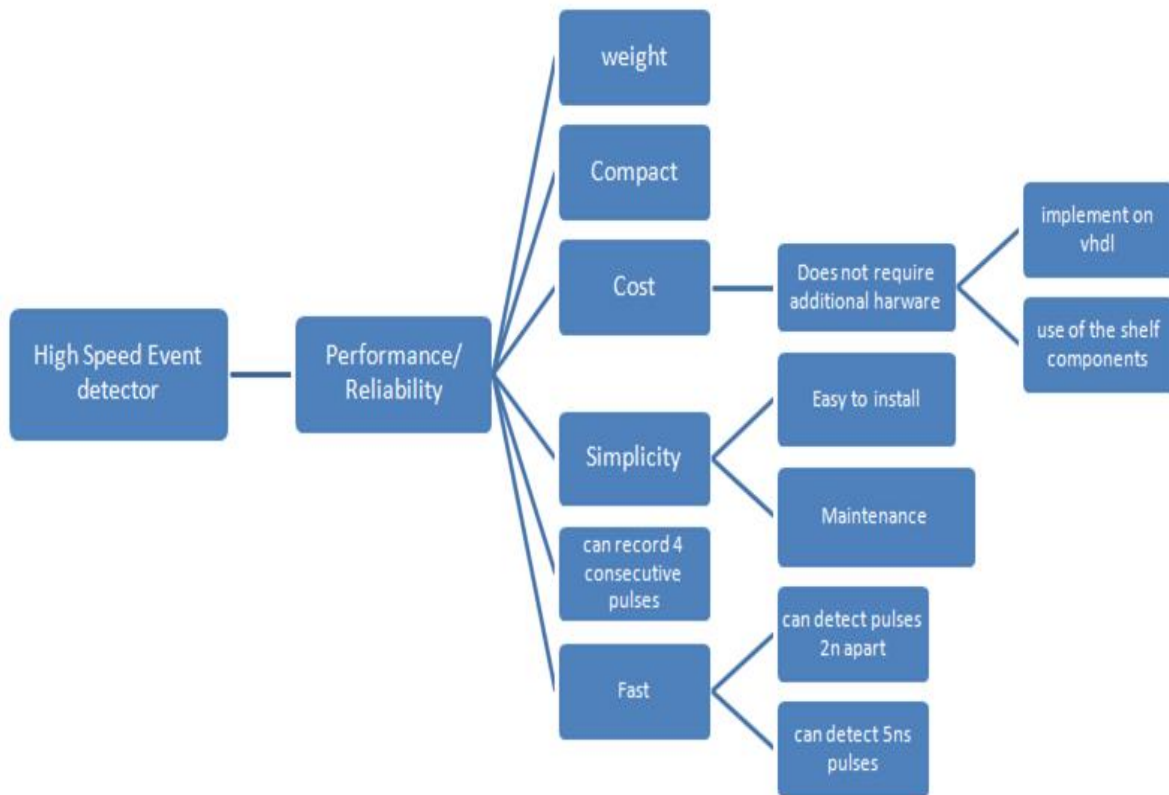 weight
Compact
Cost
Does not require
additional harware
implement on
vhdl
use of the shelf
components
High Speed Event
detector
Performance/
Reliability
Simplicity
Easy to install
Maintenance
can record 4
consecutive
pulses
Fast
can detect pulses
2n apart
can detect 5ns
pulses